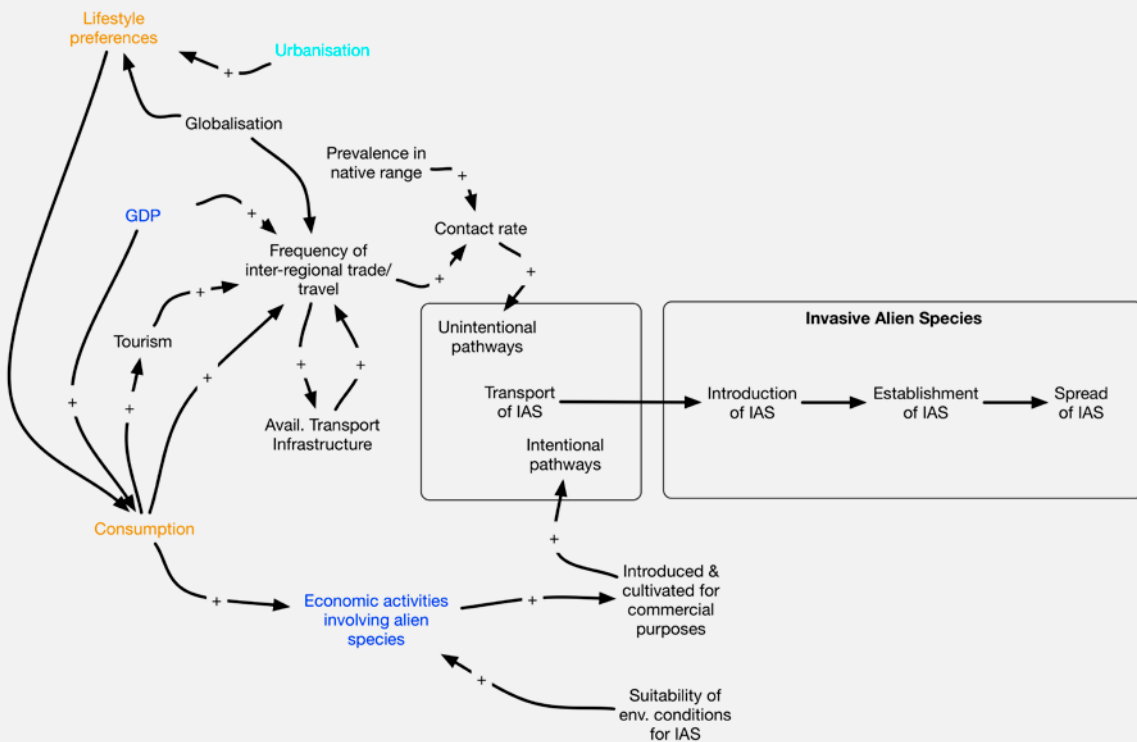 Lifestyle
preferences
Urbanisation
+
Globalisation
Prevalence in
native range
+
GDP
+
Contact rate
Frequency of
inter-regional trade/
travel
+
+
+
Tourism
Unintentional
pathways
Invasive Alien Species
+
+
+
+
+
Avail. Transport
Infrastructure
Transport
of IAS
Introduction
of IAS
Establishment
of IAS
Spread
of IAS
Intentional
pathways
Consumption
+
+
Economic activities
involving alien
species
+
Introduced &
cultivated for
commercial
purposes
+
Suitability of
env. conditions
for IAS